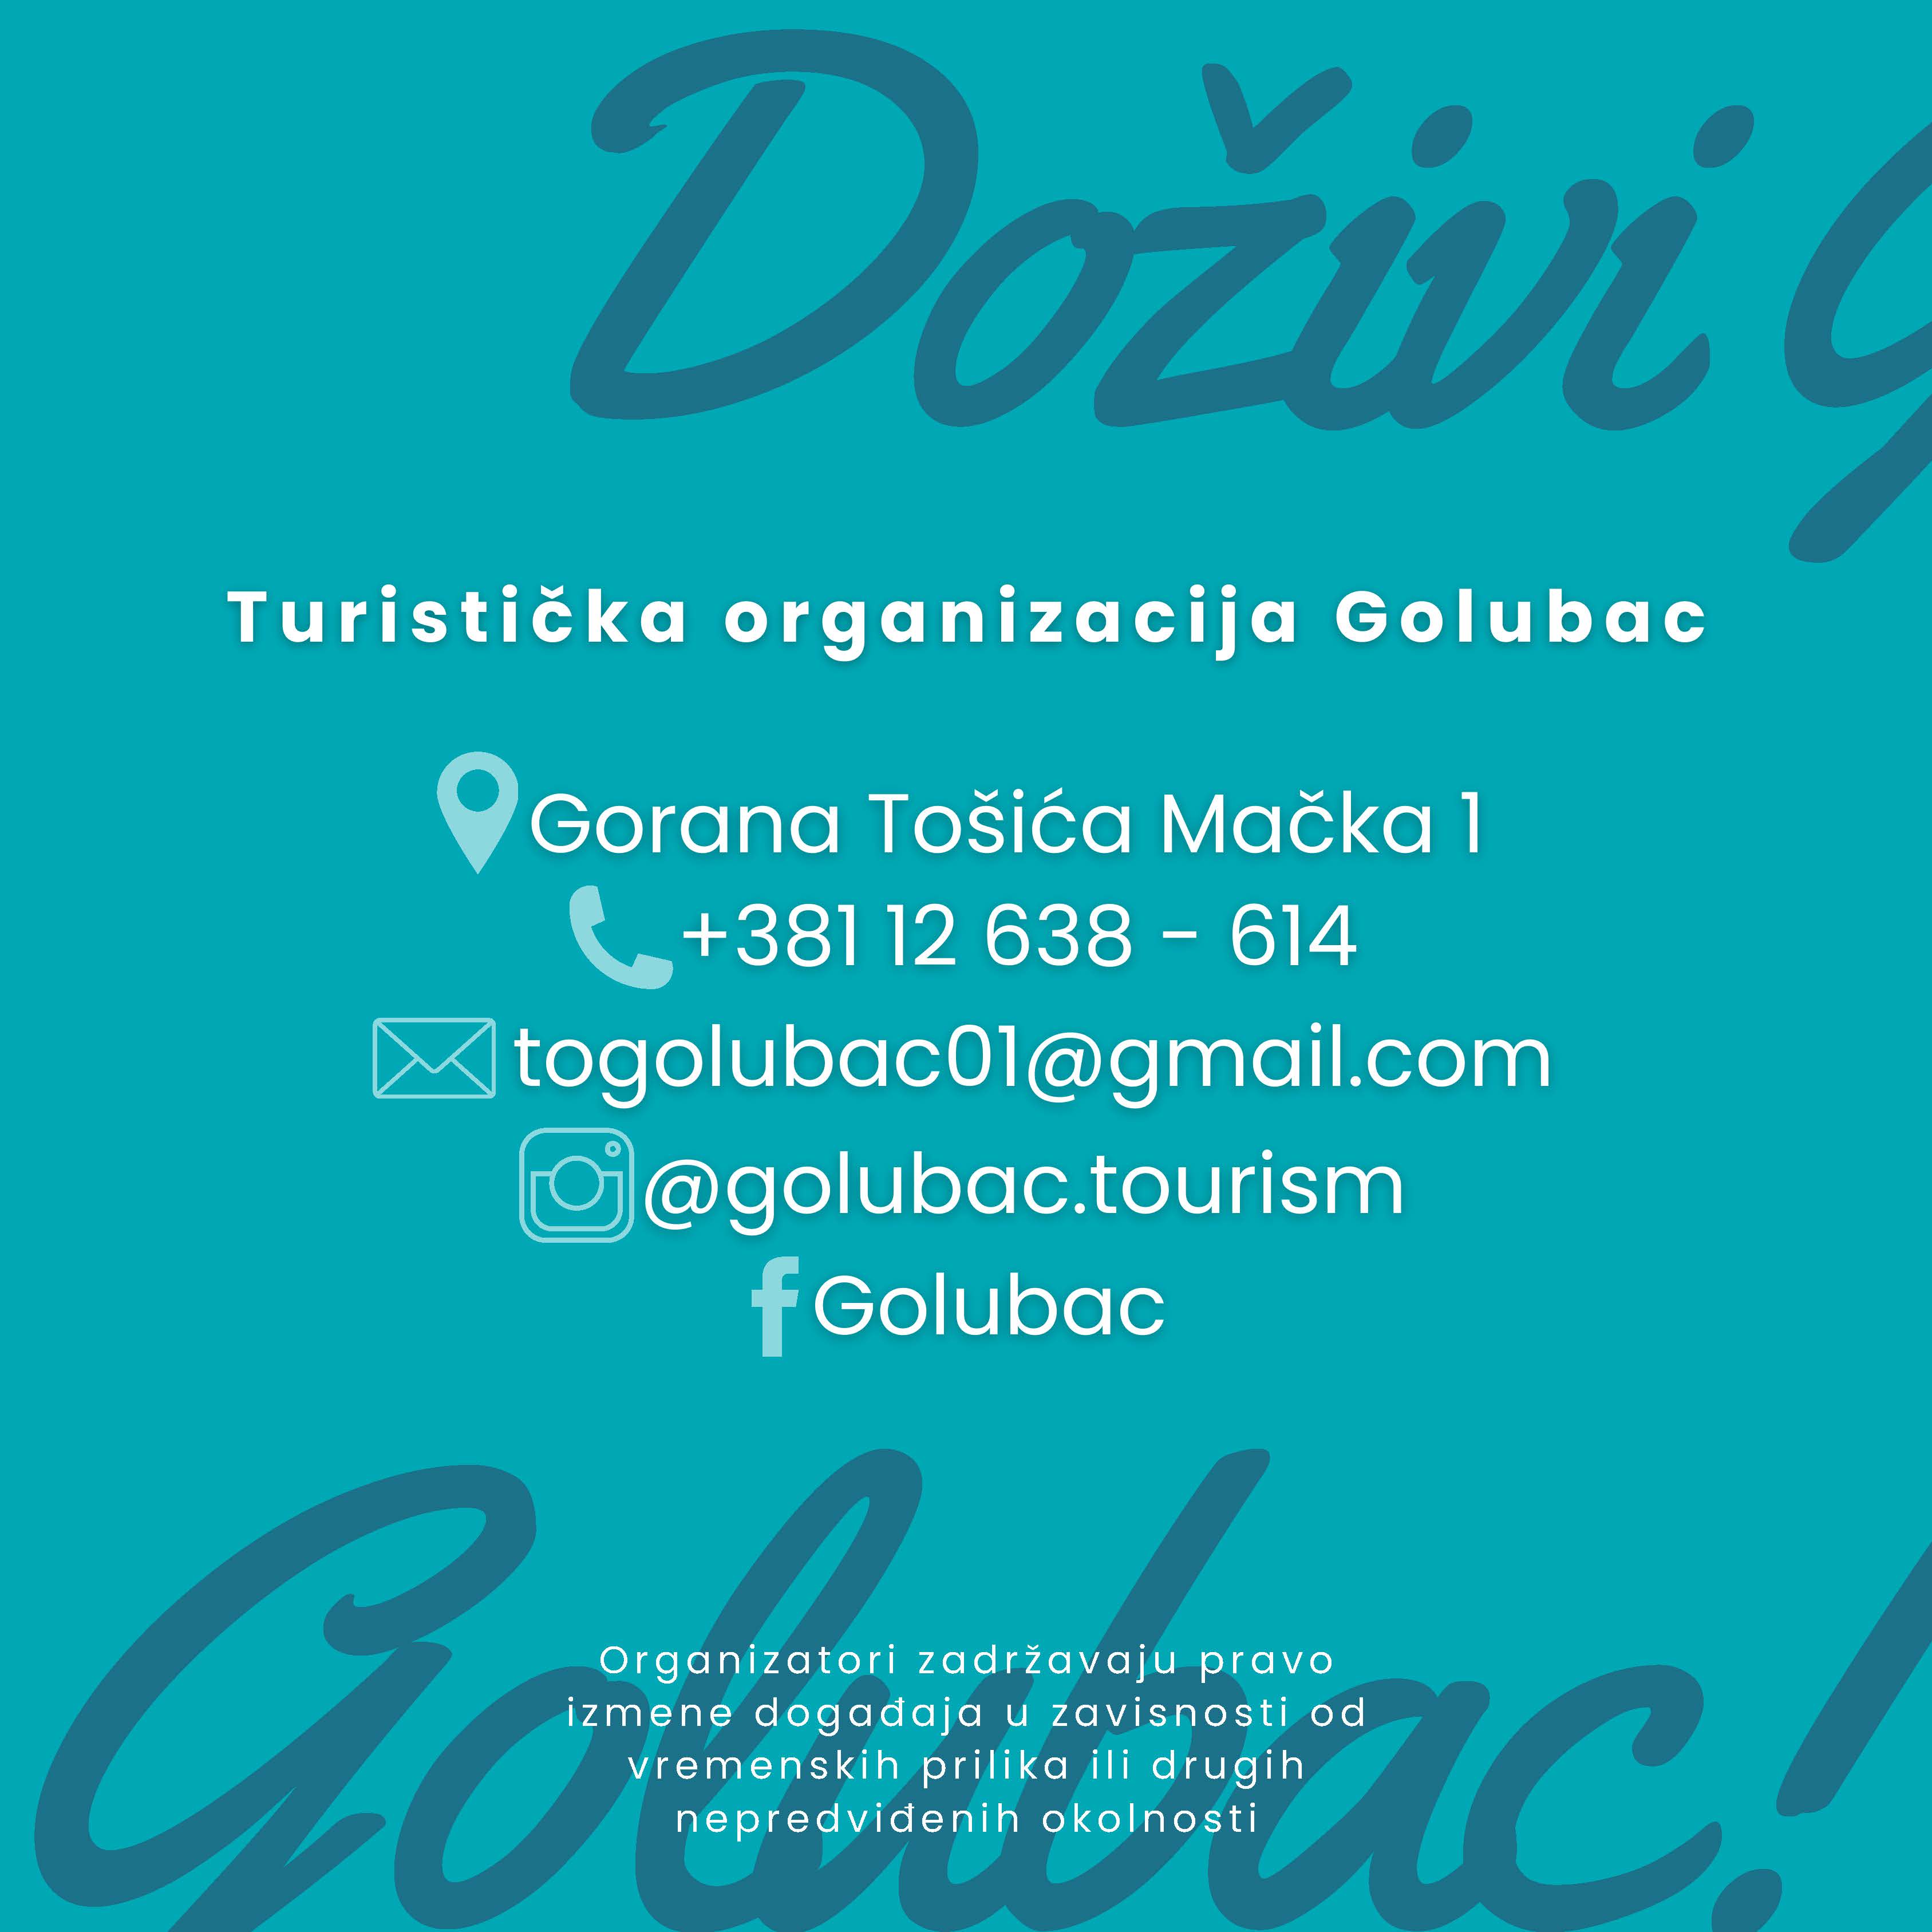 Doživi G
Turistička organizacija Golubac
Gorana Tošića Mačka 1
+381 12 638 - 614
togolubac01@gmail.com
@golubac.tourism
Golubac
Golubac!
Organizatori zadržavaju pravo
izmene događaja u zavisnosti od
vremenskih prilika ili drugih
nepredviđenih okolnosti